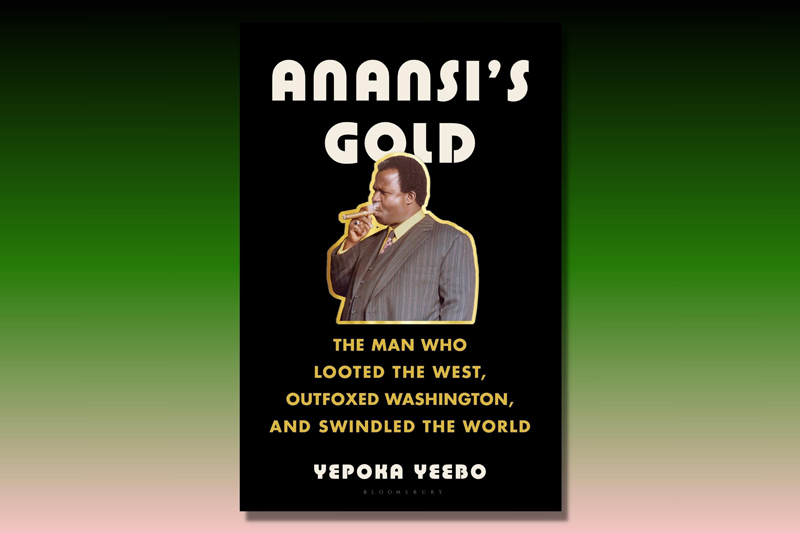 ANANSI'S
GOLD
THE MAN WHO
LOOTED THE WEST,
OUTFOXED WASHINGTON,
AND SWINDLED THE WORLD
YEPOKA YEEBO
BLOOMSBURY